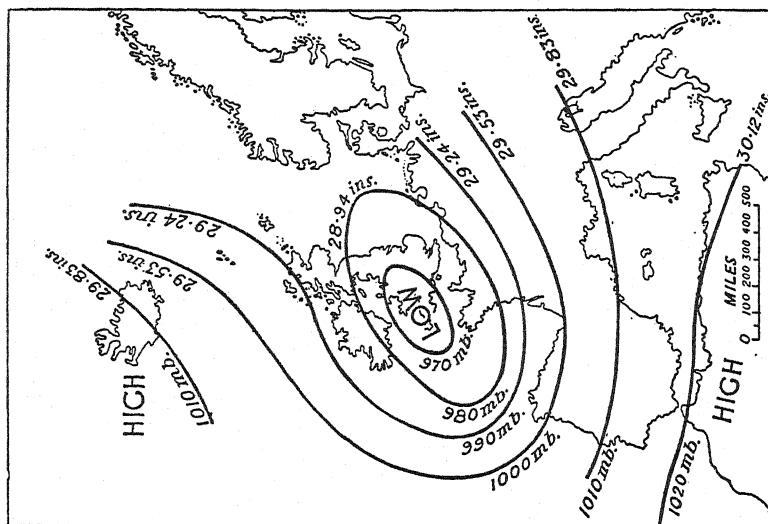 29·83 ins.
29·24 ins.
29·53 ins.
29·83 ins.
29·53 ins.
29·24 ins.
30·12 ins.
28·94 ins.
LOW
970 mb.
980 mb.
960 mb.
1000 mb.
1010 mb.
1020 mb.
HIGH
1010 mb.
HIGH
MILES
0 100 200 300 400 500